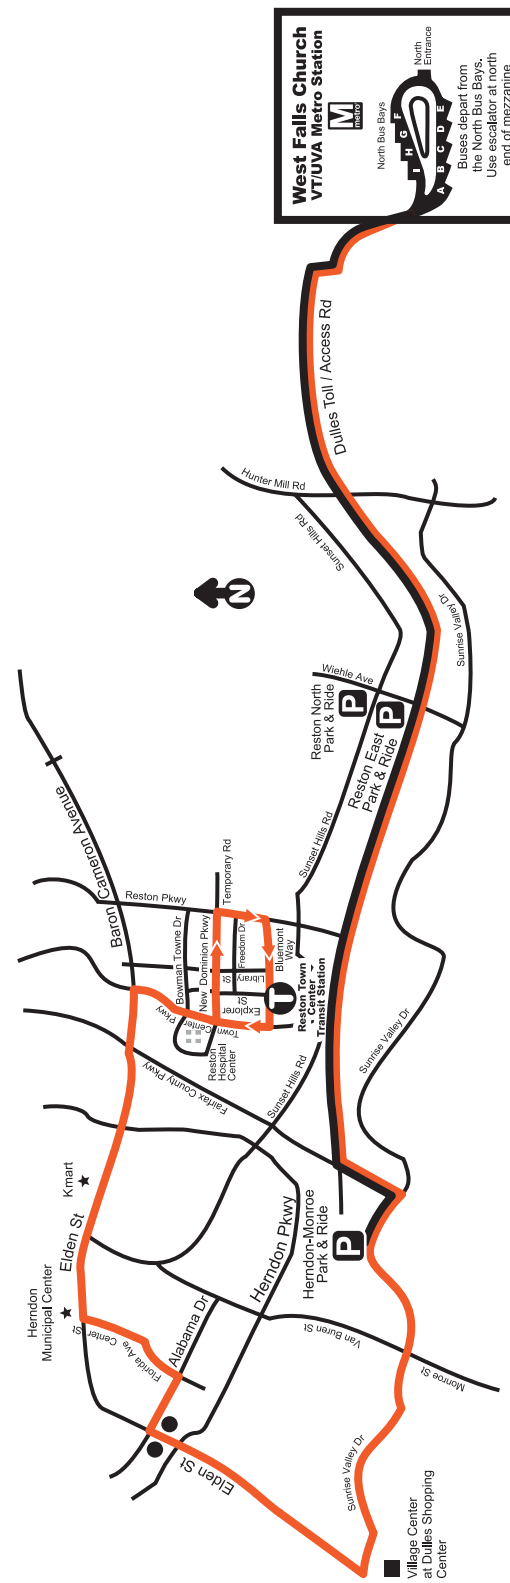 West Falls Church
VT/UVA Metro Station
M
metro
North
Entrance
North Bus Bays
I H G F
A B C D E
Buses depart from
the North Bus Bays.
Use escalator at north
end of mezzanine
Dulles Toll / Access Rd
Hunter Mill Rd
Sunset Hills Rd
N
Sunrise Valley Dr
Wiehle Ave
Reston North
Park & Ride
P
P
Reston East
Park & Ride
Sunset Hills Rd
Baron Cameron Avenue
Reston Pkwy
Temporary Rd
Bowman Towne Dr
New Dominion Pkwy
Freedom Dr
Library
St
Explorer
St
Bluemont
Way
T
Reston Town
Center
Transit Station
Town
Center
Pkwy
Reston
Hospital
Center
Fairfax County Pkwy
Sunset Hills Rd
Sunrise Valley Dr
Kmart
Elden St
Herndon
Municipal Center
Center St
Florida Ave
Alabama Dr
Herndon Pkwy
Herndon-Monroe
Park & Ride
P
Van Buren St
Monroe St
Elden St
Sunrise Valley Dr
Village Center
at Dulles Shopping
Center